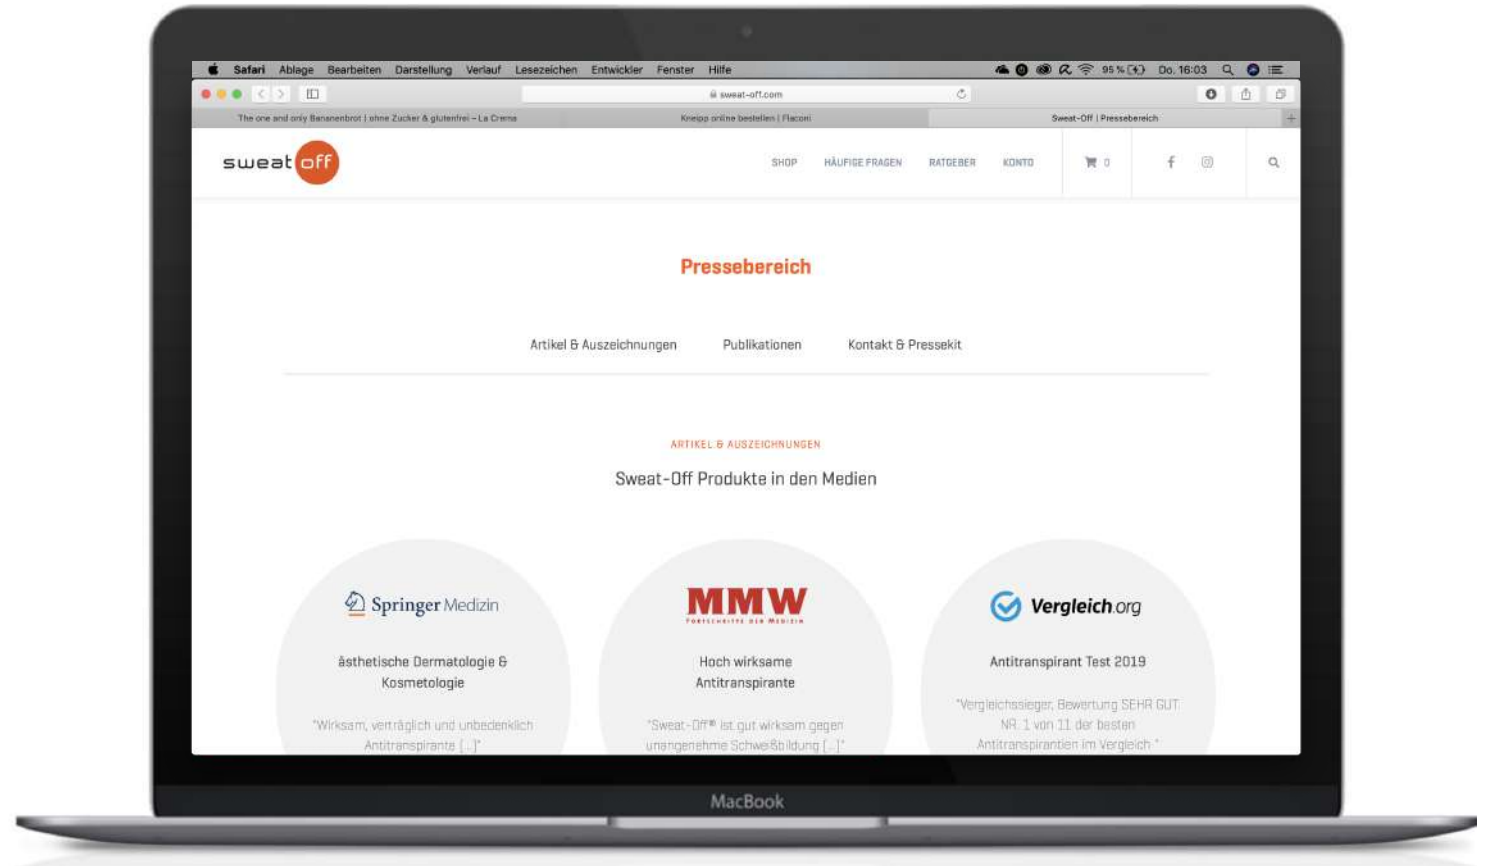 Safari Ablage Bearbeiten Darstellung Verlauf Lesezeichen Entwickler Fenster Hilfe 95 % Do. 16:03
sweat-off.com
The one and only Bananenbrot | ohne Zucker & glutenfrei – La Crema Kneipp online bestellen | Flaconi Sweat-Off | Pressebereich
sweat off SHOP HÄUFIGE FRAGEN RATGEBER KONTO 0
Pressebereich
Artikel & Auszeichnungen Publikationen Kontakt & Pressekit
ARTIKEL & AUSZEICHNUNGEN
Sweat-Off Produkte in den Medien
Springer Medizin
ästhetische Dermatologie &
Kosmetologie
"Wirksam, verträglich und unbedenklich
Antitranspirante [...]"
MMW
FORTSCHRITTE DER MEDIZIN
Hoch wirksame
Antitranspirante
"Sweat-Off® ist gut wirksam gegen
unangenehme Schweißbildung [...]"
Vergleich.org
Antitranspirant Test 2019
"Vergleichssieger, Bewertung SEHR GUT.
NR. 1 von 11 der besten
Antitranspirantien im Vergleich "
MacBook